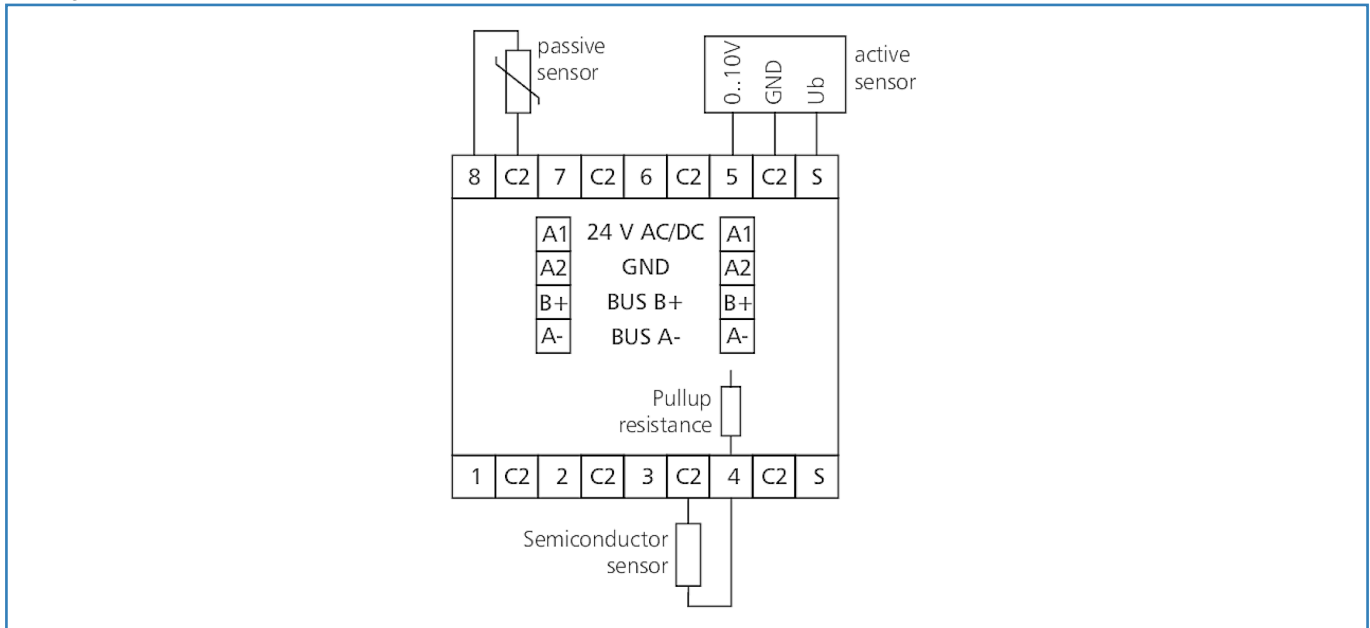 passive
sensor
0..10V
GND
Ub
active
sensor
8 C2 7 C2 6 C2 5 C2 S
A1 24 V AC/DC A1
A2 GND A2
B+ BUS B+ B+
A- BUS A- A-
Pullup
resistance
1 C2 2 C2 3 C2 4 C2 S
Semiconductor
sensor